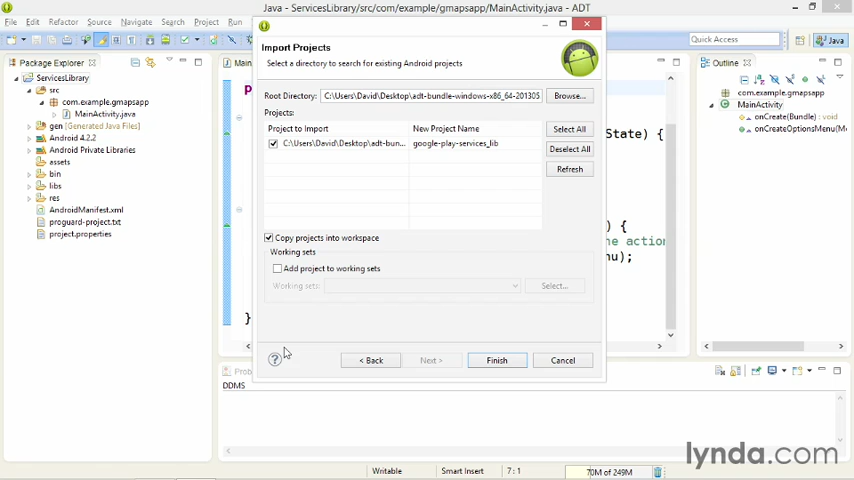 Java - ServicesLibrary/src/com/example/gmapsapp/MainActivity.java - ADT
File Edit Refactor Source Navigate Search Project Run
Quick Access
Java
Package Explorer
ServicesLibrary
src
com.example.gmapsapp
MainActivity.java
gen [Generated Java Files]
Android 4.2.2
Android Private Libraries
assets
bin
libs
res
AndroidManifest.xml
proguard-project.txt
project.properties
Import Projects
Select a directory to search for existing Android projects
Root Directory: C:\Users\David\Desktop\adt-bundle-windows-x86_64-201305 Browse...
Projects:
Project to Import New Project Name
C:\Users\David\Desktop\adt-bun... google-play-services_lib
Select All
Deselect All
Refresh
Copy projects into workspace
Working sets
Add project to working sets
Working sets: Select...
? < Back Next > Finish Cancel
State) {
) {
e action
nu);
}
Outline
com.example.gmapsapp
MainActivity
onCreate(Bundle) : void
onCreateOptionsMenu(M
DDMS
lynda.com
Writable Smart Insert 7 : 1 70M of 249M